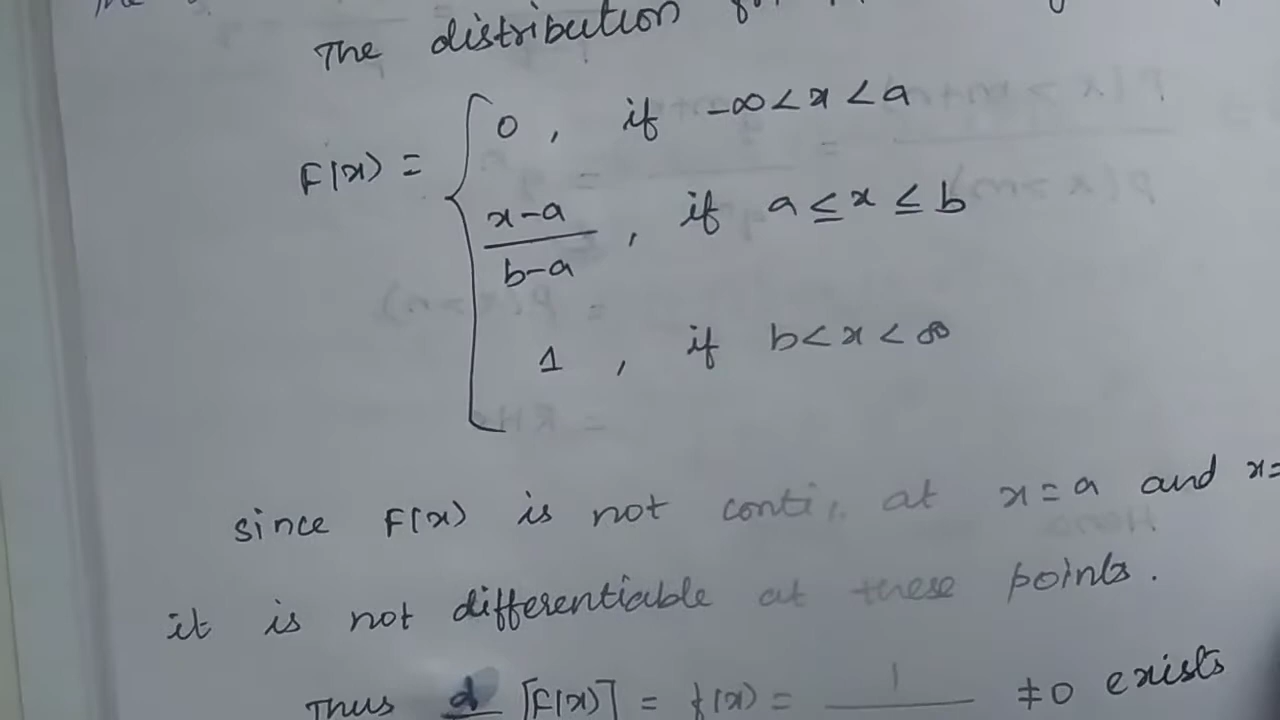 The distribution
F(x) = { 0 , if -∞ < x < a
x-a / b-a , if a ≤ x ≤ b
1 , if b < x < ∞
since F(x) is not conti. at x = a and x =
it is not differentiable at these points.
Thus d [F(x)] = f(x) = 1 ≠ 0 exists